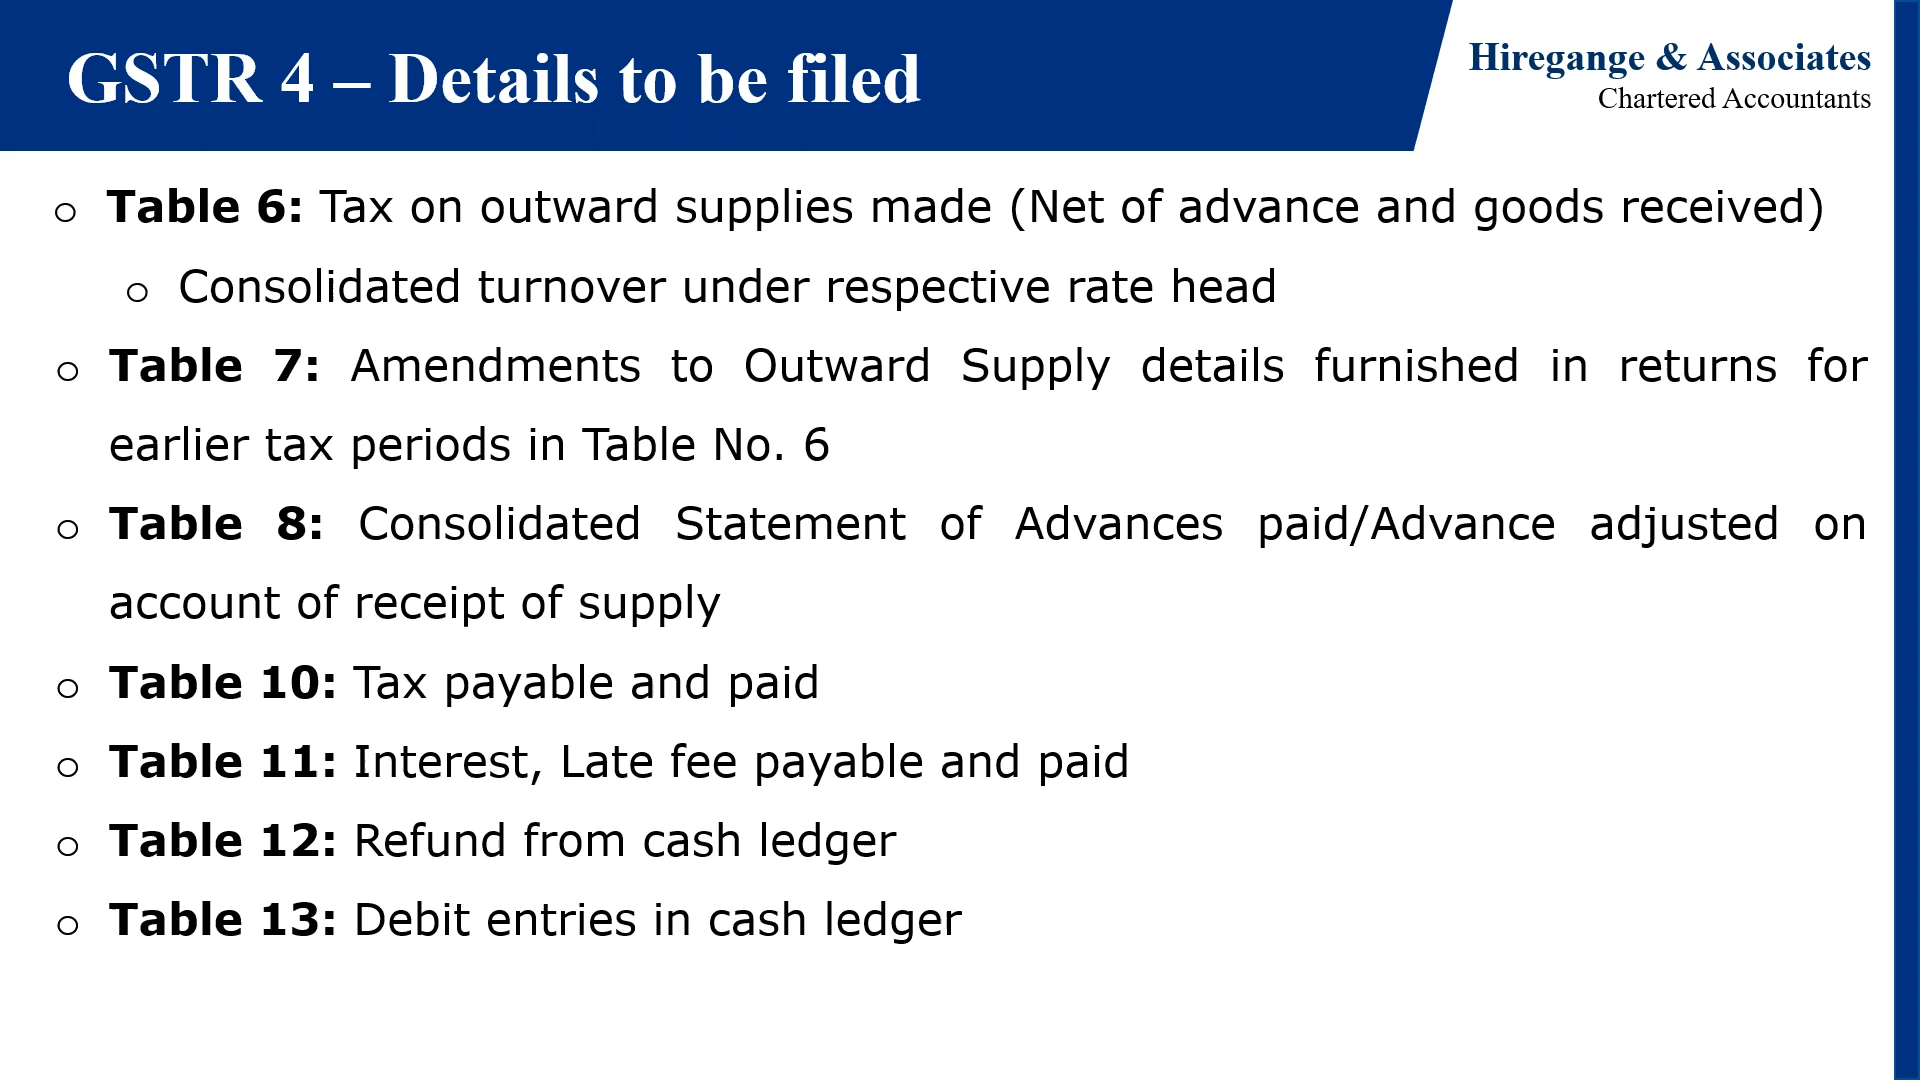 GSTR 4 – Details to be filed
Hiregange & Associates
Chartered Accountants
o Table 6: Tax on outward supplies made (Net of advance and goods received)
o Consolidated turnover under respective rate head
o Table 7: Amendments to Outward Supply details furnished in returns for
earlier tax periods in Table No. 6
o Table 8: Consolidated Statement of Advances paid/Advance adjusted on
account of receipt of supply
o Table 10: Tax payable and paid
o Table 11: Interest, Late fee payable and paid
o Table 12: Refund from cash ledger
o Table 13: Debit entries in cash ledger